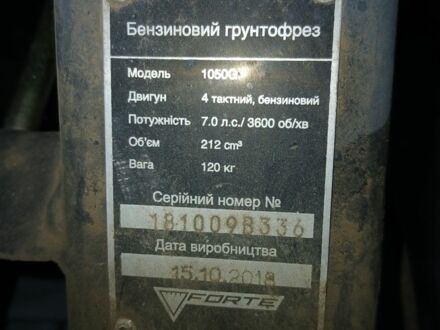 Бензиновий грунтофрез
Модель 1050G
Двигун 4 тактний, бензиновий
Потужність 7.0 л.с./ 3600 об/хв
Об'єм 212 cm³
Вага 120 кг
Серійний номер №
181009B336
Дата виробництва
15.10.2018
FORTE